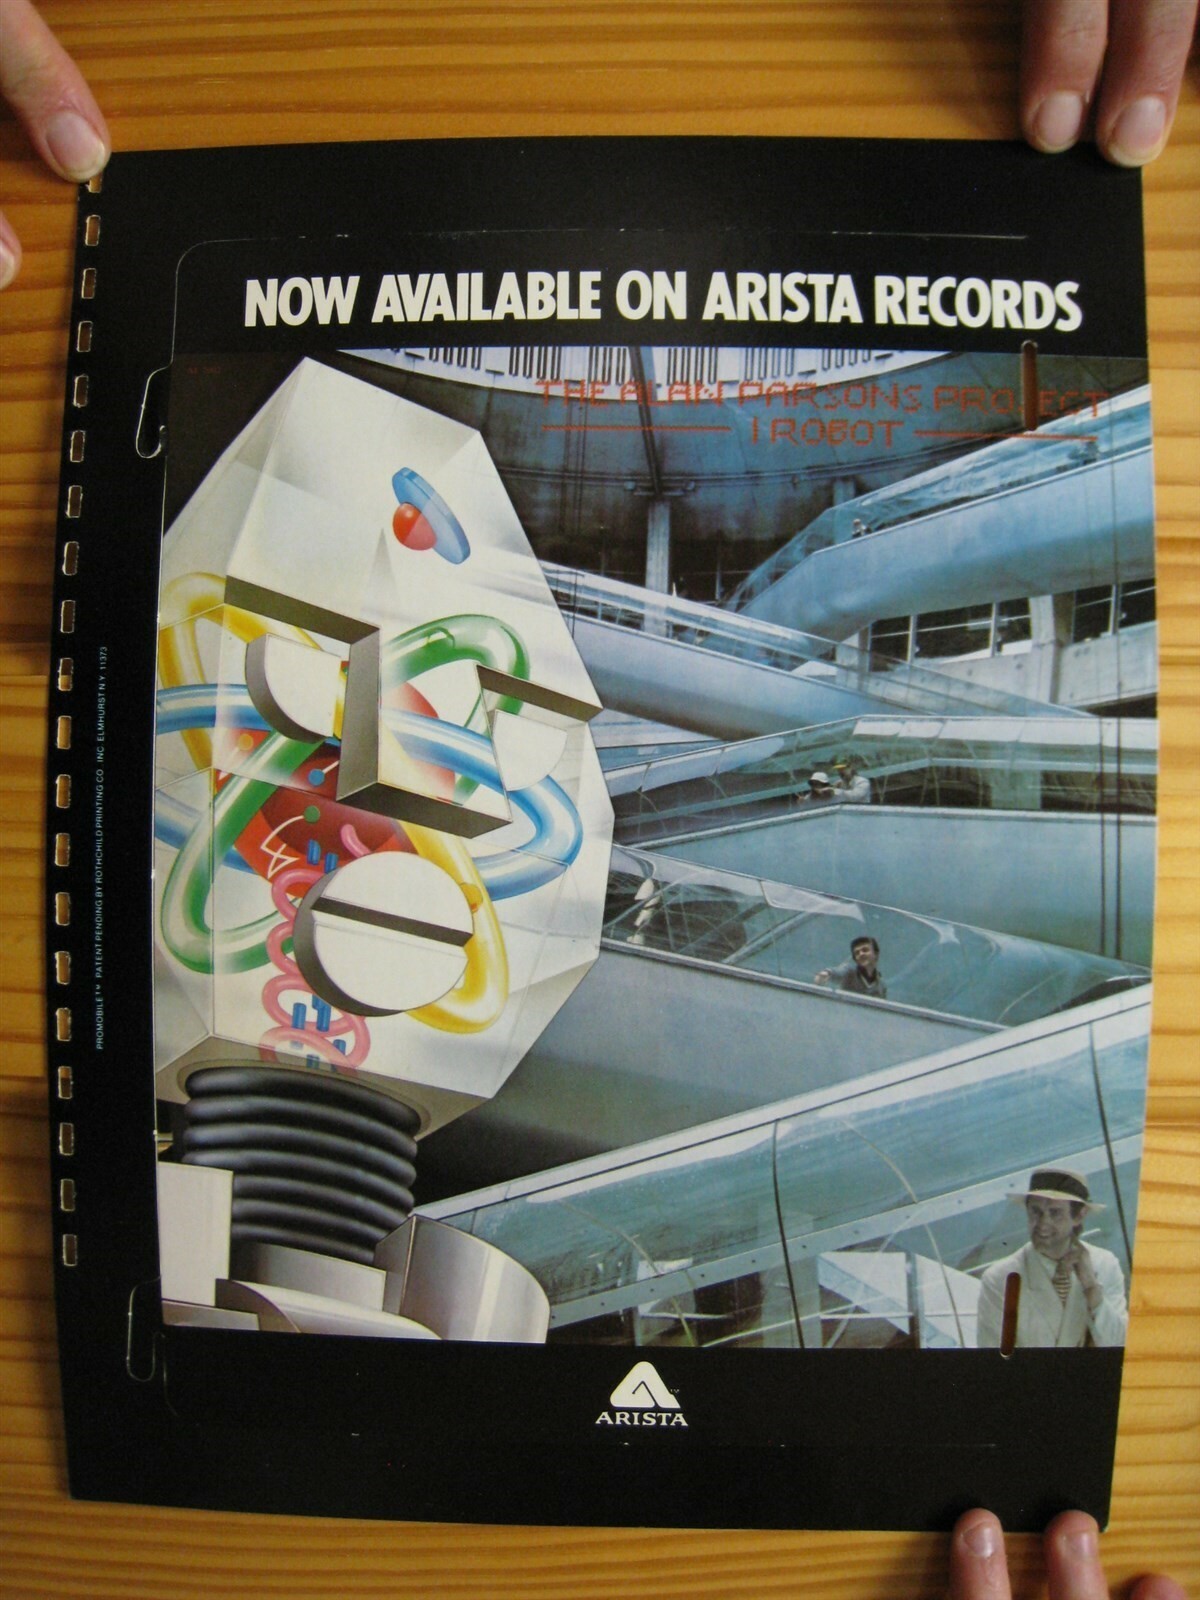 NOW AVAILABLE ON ARISTA RECORDS
THE ALAN PARSONS PROJECT
I ROBOT
PROMOBILE™ PATENT PENDING BY ROTHCHILD PRINTING CO. INC. ELMHURST N.Y. 11373
ARISTA